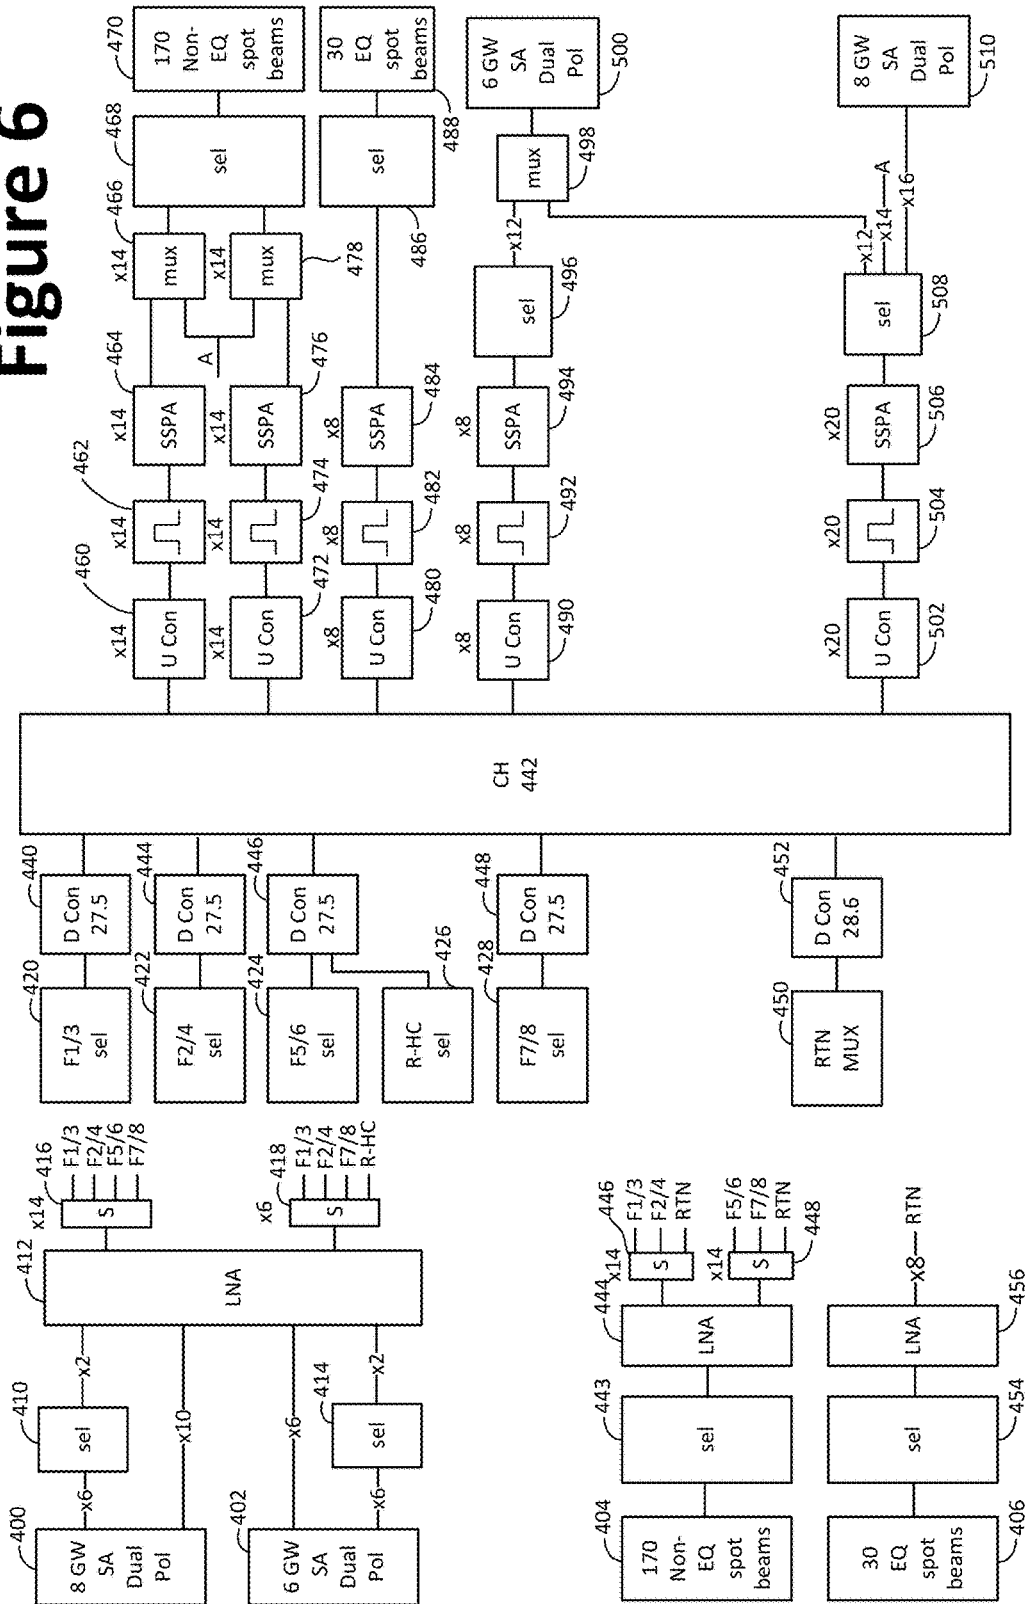 Figure 6
400
8 GW
SA
Dual
Pol
x6
410
sel
x2
x10
402
6 GW
SA
Dual
Pol
x6
x6
414
sel
x2
412
LNA
x14
416
S
F1/3
F2/4
F5/6
F7/8
x6
418
S
F1/3
F2/4
F7/8
R-HC
404
170
Non-
EQ
spot
beams
443
sel
444
LNA
x14
446
S
F1/3
F2/4
RTN
x14
S
448
F5/6
F7/8
RTN
406
30
EQ
spot
beams
454
sel
456
LNA
x8
RTN
420
F1/3
sel
440
D Con
27.5
422
F2/4
sel
444
D Con
27.5
424
F5/6
sel
446
D Con
27.5
426
R-HC
sel
428
F7/8
sel
448
D Con
27.5
450
RTN
MUX
452
D Con
28.6
CH
442
460
x14
U Con
462
x14
464
x14
SSPA
466
x14
mux
468
sel
470
170
Non-
EQ
spot
beams
A
472
x14
U Con
474
x14
476
x14
SSPA
478
x14
mux
480
x8
U Con
482
x8
484
x8
SSPA
486
sel
488
30
EQ
spot
beams
490
x8
U Con
492
x8
494
x8
SSPA
496
sel
x12
498
mux
500
6 GW
SA
Dual
Pol
502
x20
U Con
504
x20
506
x20
SSPA
508
sel
x12
x14
A
x16
510
8 GW
SA
Dual
Pol